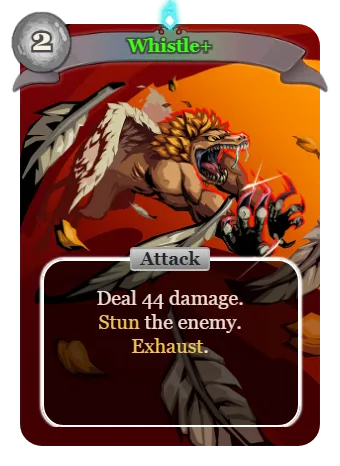 2
Whistle+
Attack
Deal 44 damage.
Stun the enemy.
Exhaust.